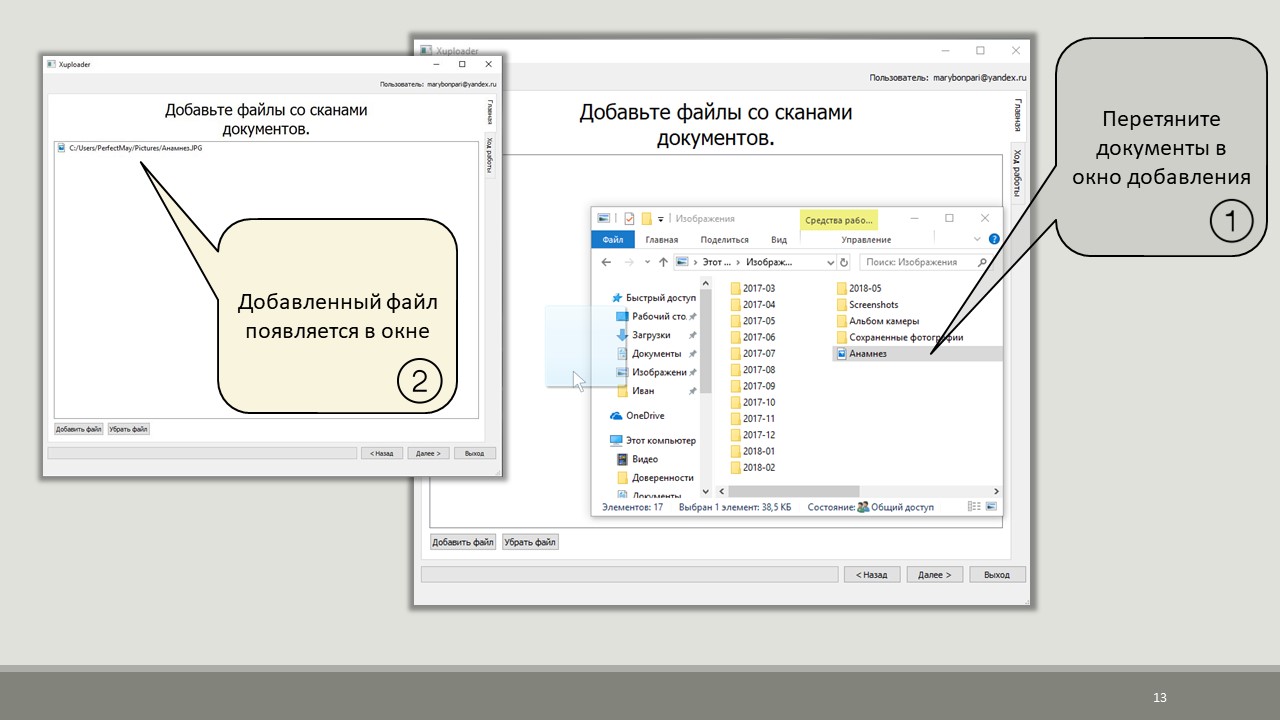 Xuploader
Пользователь: marybonpari@yandex.ru
Добавьте файлы со сканами
документов.
C:/Users/PerfectMay/Pictures/Анамнез.JPG
Главная
Ход работы
Добавленный файл
появляется в окне
2
Добавить файл Убрать файл
< Назад Далее > Выход
Xuploader
Пользователь: marybonpari@yandex.ru
Добавьте файлы со сканами
документов.
Главная
Ход работы
Изображения Средства рабо...
Файл Главная Поделиться Вид Управление
Этот ... Изображ... Поиск: Изображения
Быстрый доступ
Рабочий сто
Загрузки
Документы
Изображени
Иван
OneDrive
Этот компьютер
Видео
Доверенности
Документы
2017-03
2017-04
2017-05
2017-06
2017-07
2017-08
2017-09
2017-10
2017-11
2017-12
2018-01
2018-02
2018-05
Screenshots
Альбом камеры
Сохраненные фотографии
Анамнез
Элементов: 17 Выбран 1 элемент: 38,5 КБ Состояние: Общий доступ
Добавить файл Убрать файл
< Назад Далее > Выход
Перетяните
документы в
окно добавления
1
13